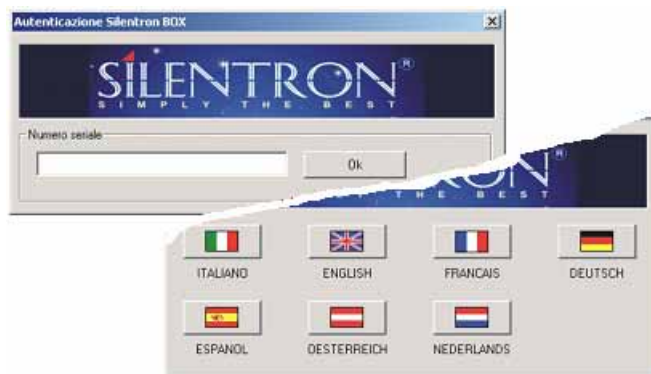 Autenticazione Silentron BOX
SILENTRON®
SIMPLY THE BEST
Numero seriale
Ok
RON®
THE BEST
ITALIANO
ENGLISH
FRANCAIS
DEUTSCH
ESPANOL
OESTERREICH
NEDERLANDS